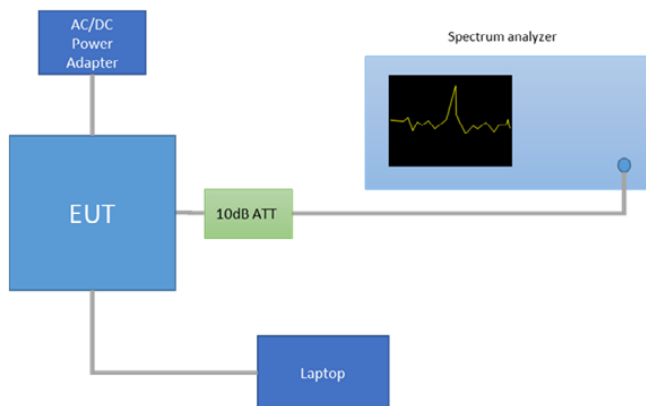 AC/DC
Power
Adapter
Spectrum analyzer
EUT
10dB ATT
Laptop